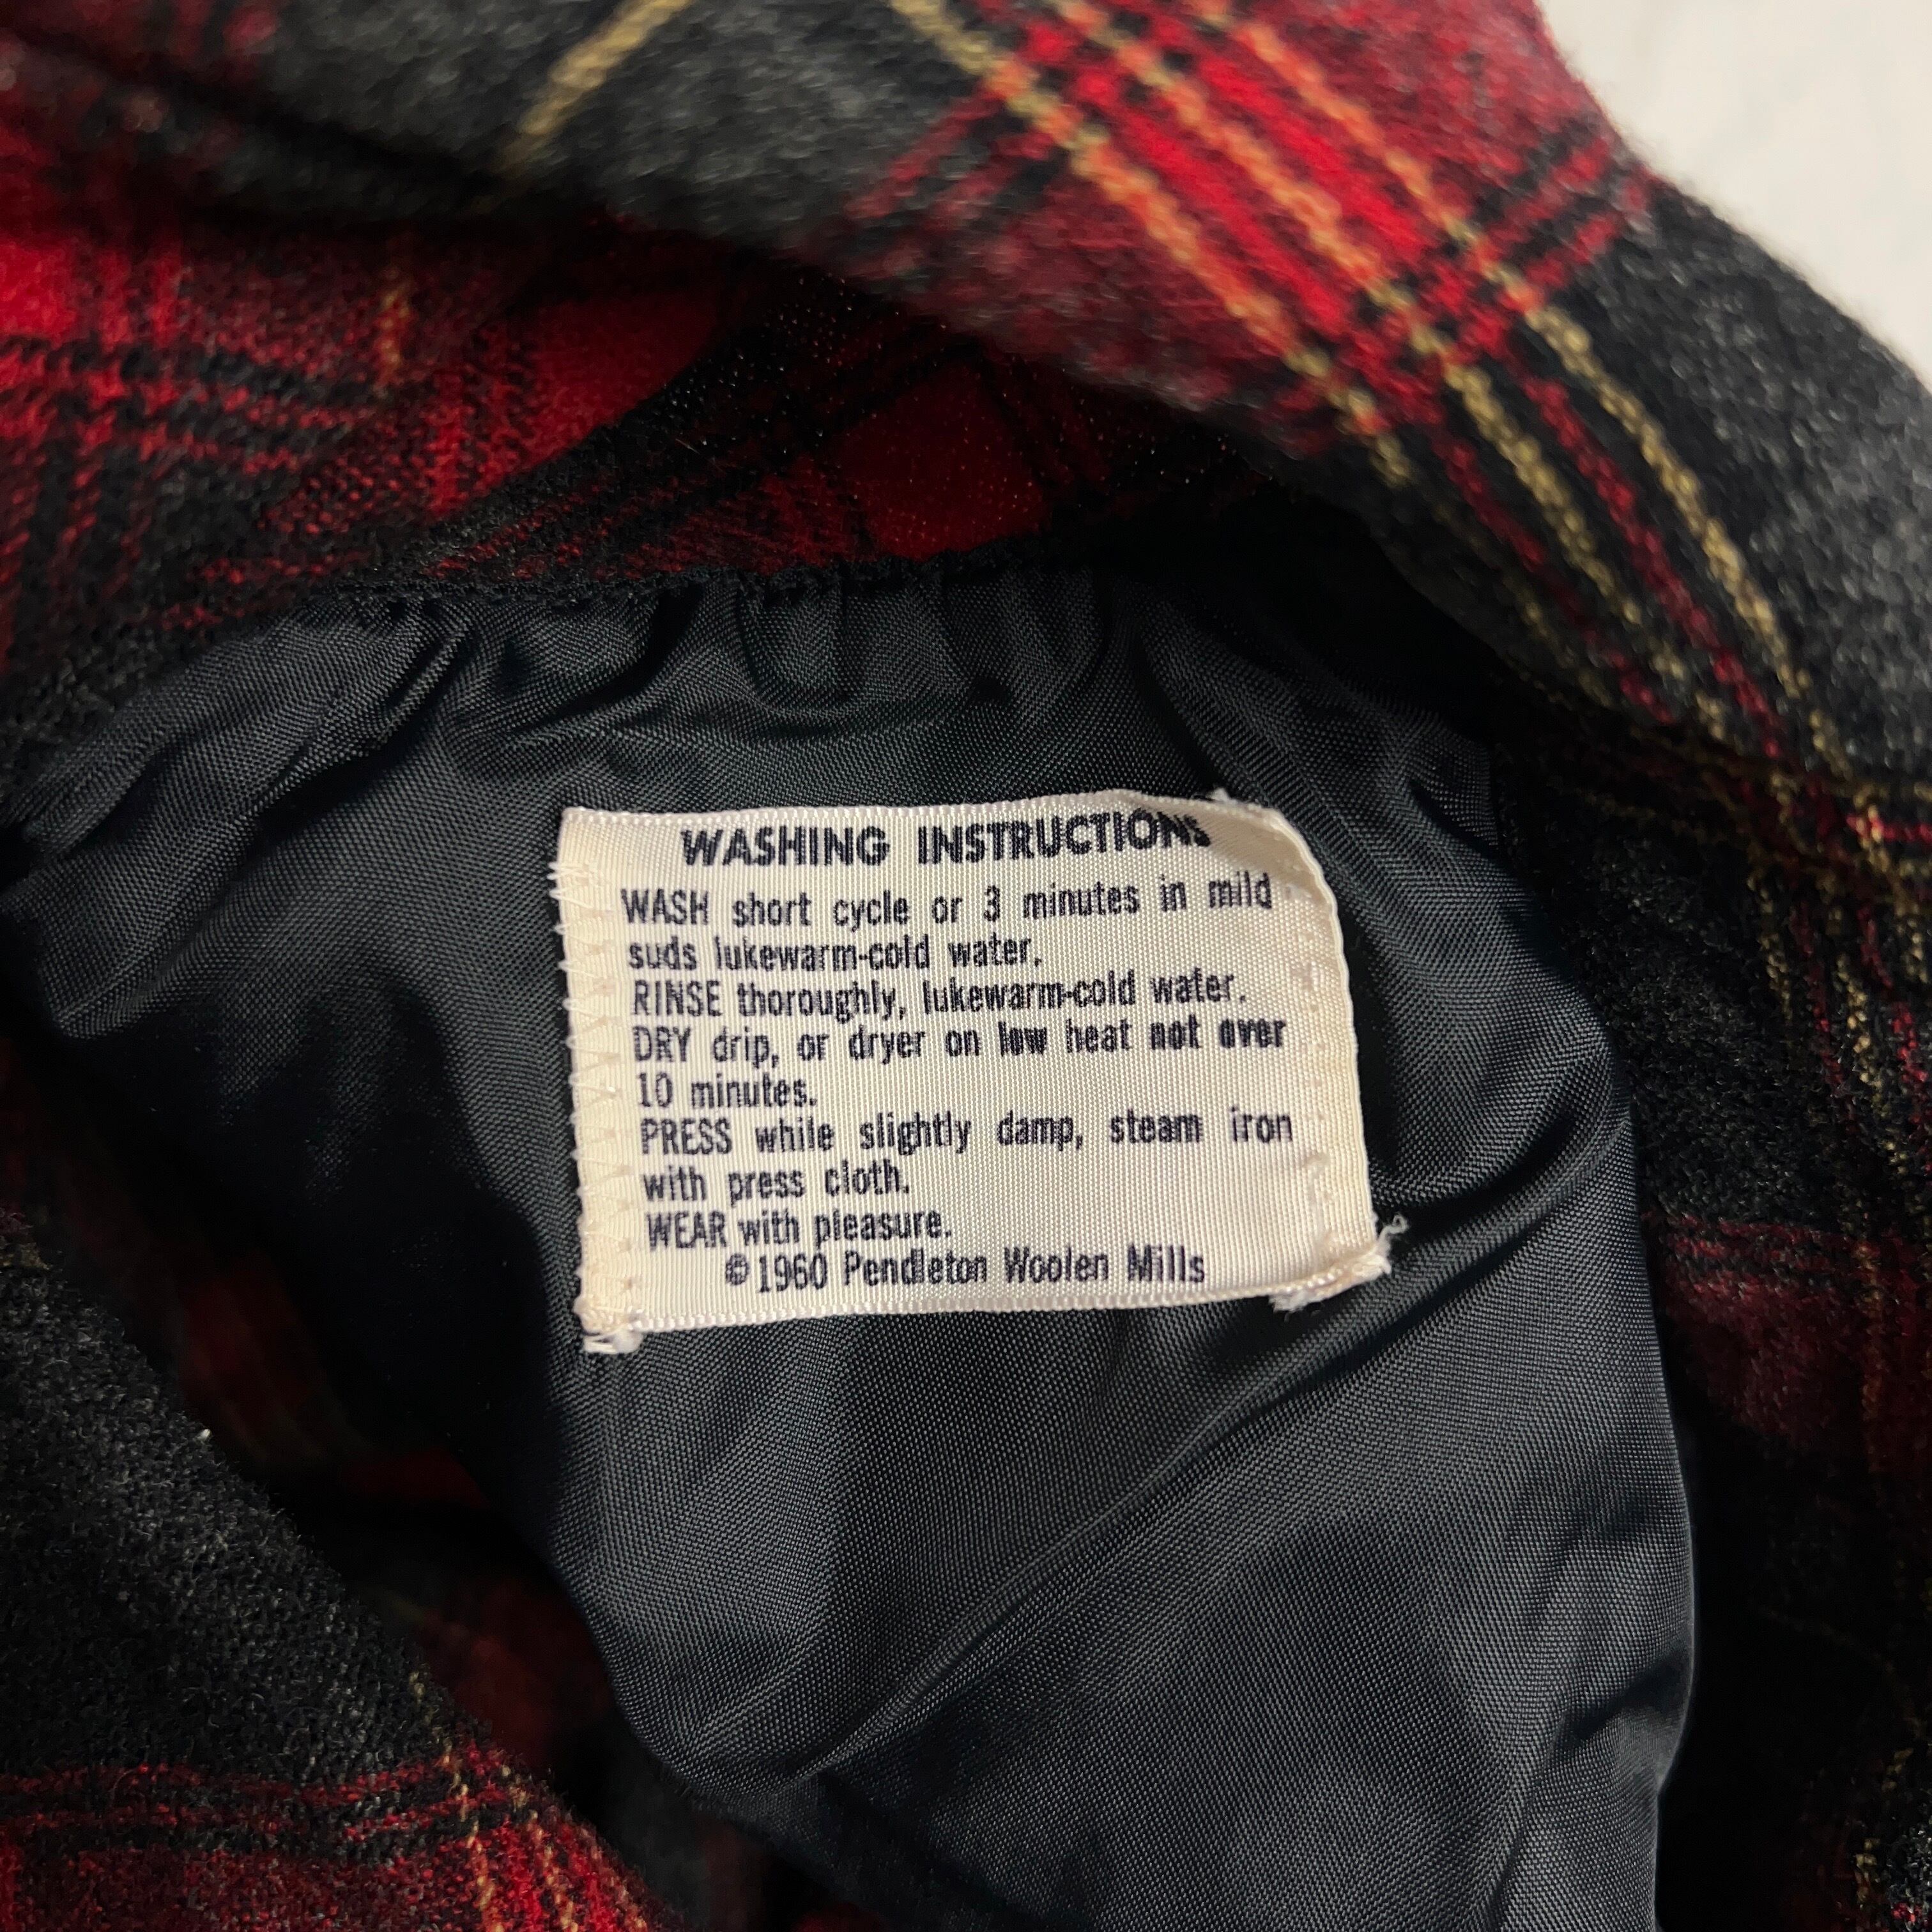 WASHING INSTRUCTIONS
WASH short cycle or 3 minutes in mild
suds lukewarm-cold water.
RINSE thoroughly, lukewarm-cold water.
DRY drip, or dryer on low heat not over
10 minutes.
PRESS while slightly damp, steam iron
with press cloth.
WEAR with pleasure.
©1960 Pendleton Woolen Mills